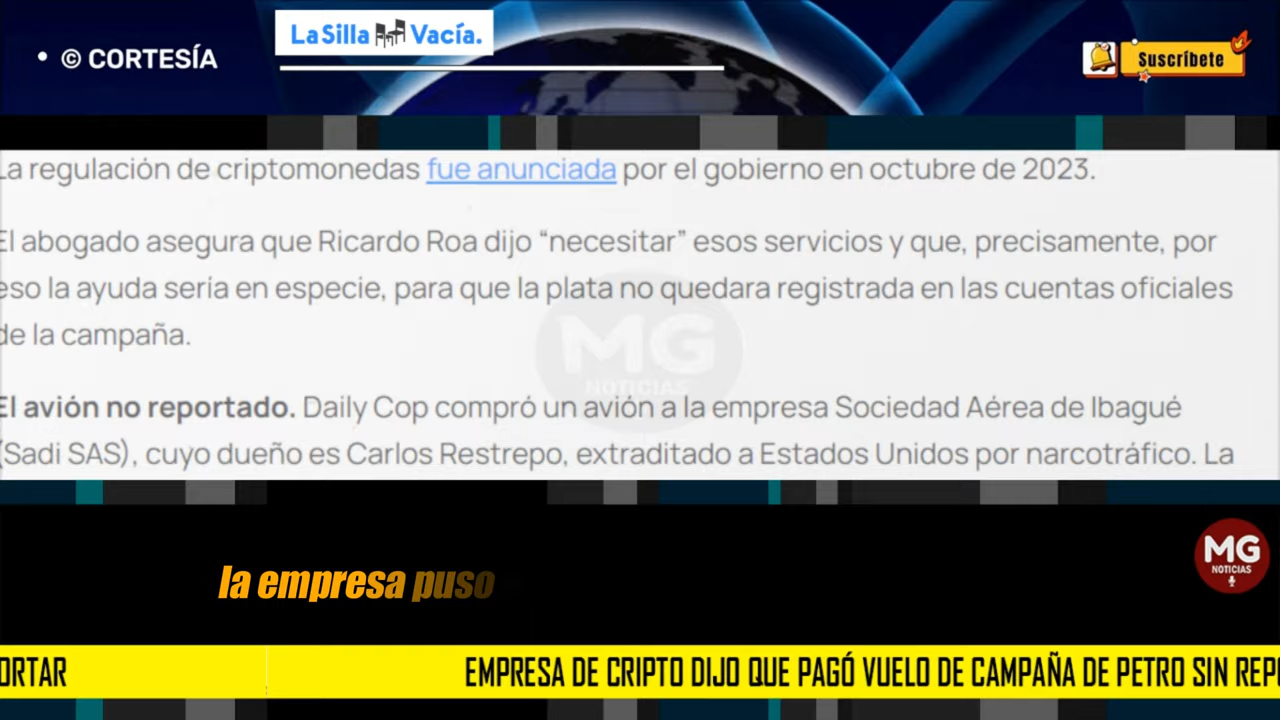 © CORTESÍA
La Silla Vacía.
Suscríbete
La regulación de criptomonedas fue anunciada por el gobierno en octubre de 2023.
El abogado asegura que Ricardo Roa dijo “necesitar” esos servicios y que, precisamente, por
eso la ayuda sería en especie, para que la plata no quedara registrada en las cuentas oficiales
de la campaña.
MG
NOTICIAS
El avión no reportado. Daily Cop compró un avión a la empresa Sociedad Aérea de Ibagué
(Sadi SAS), cuyo dueño es Carlos Restrepo, extraditado a Estados Unidos por narcotráfico. La
la empresa puso
MG
NOTICIAS
ORTAR
EMPRESA DE CRIPTO DIJO QUE PAGÓ VUELO DE CAMPAÑA DE PETRO SIN REPO